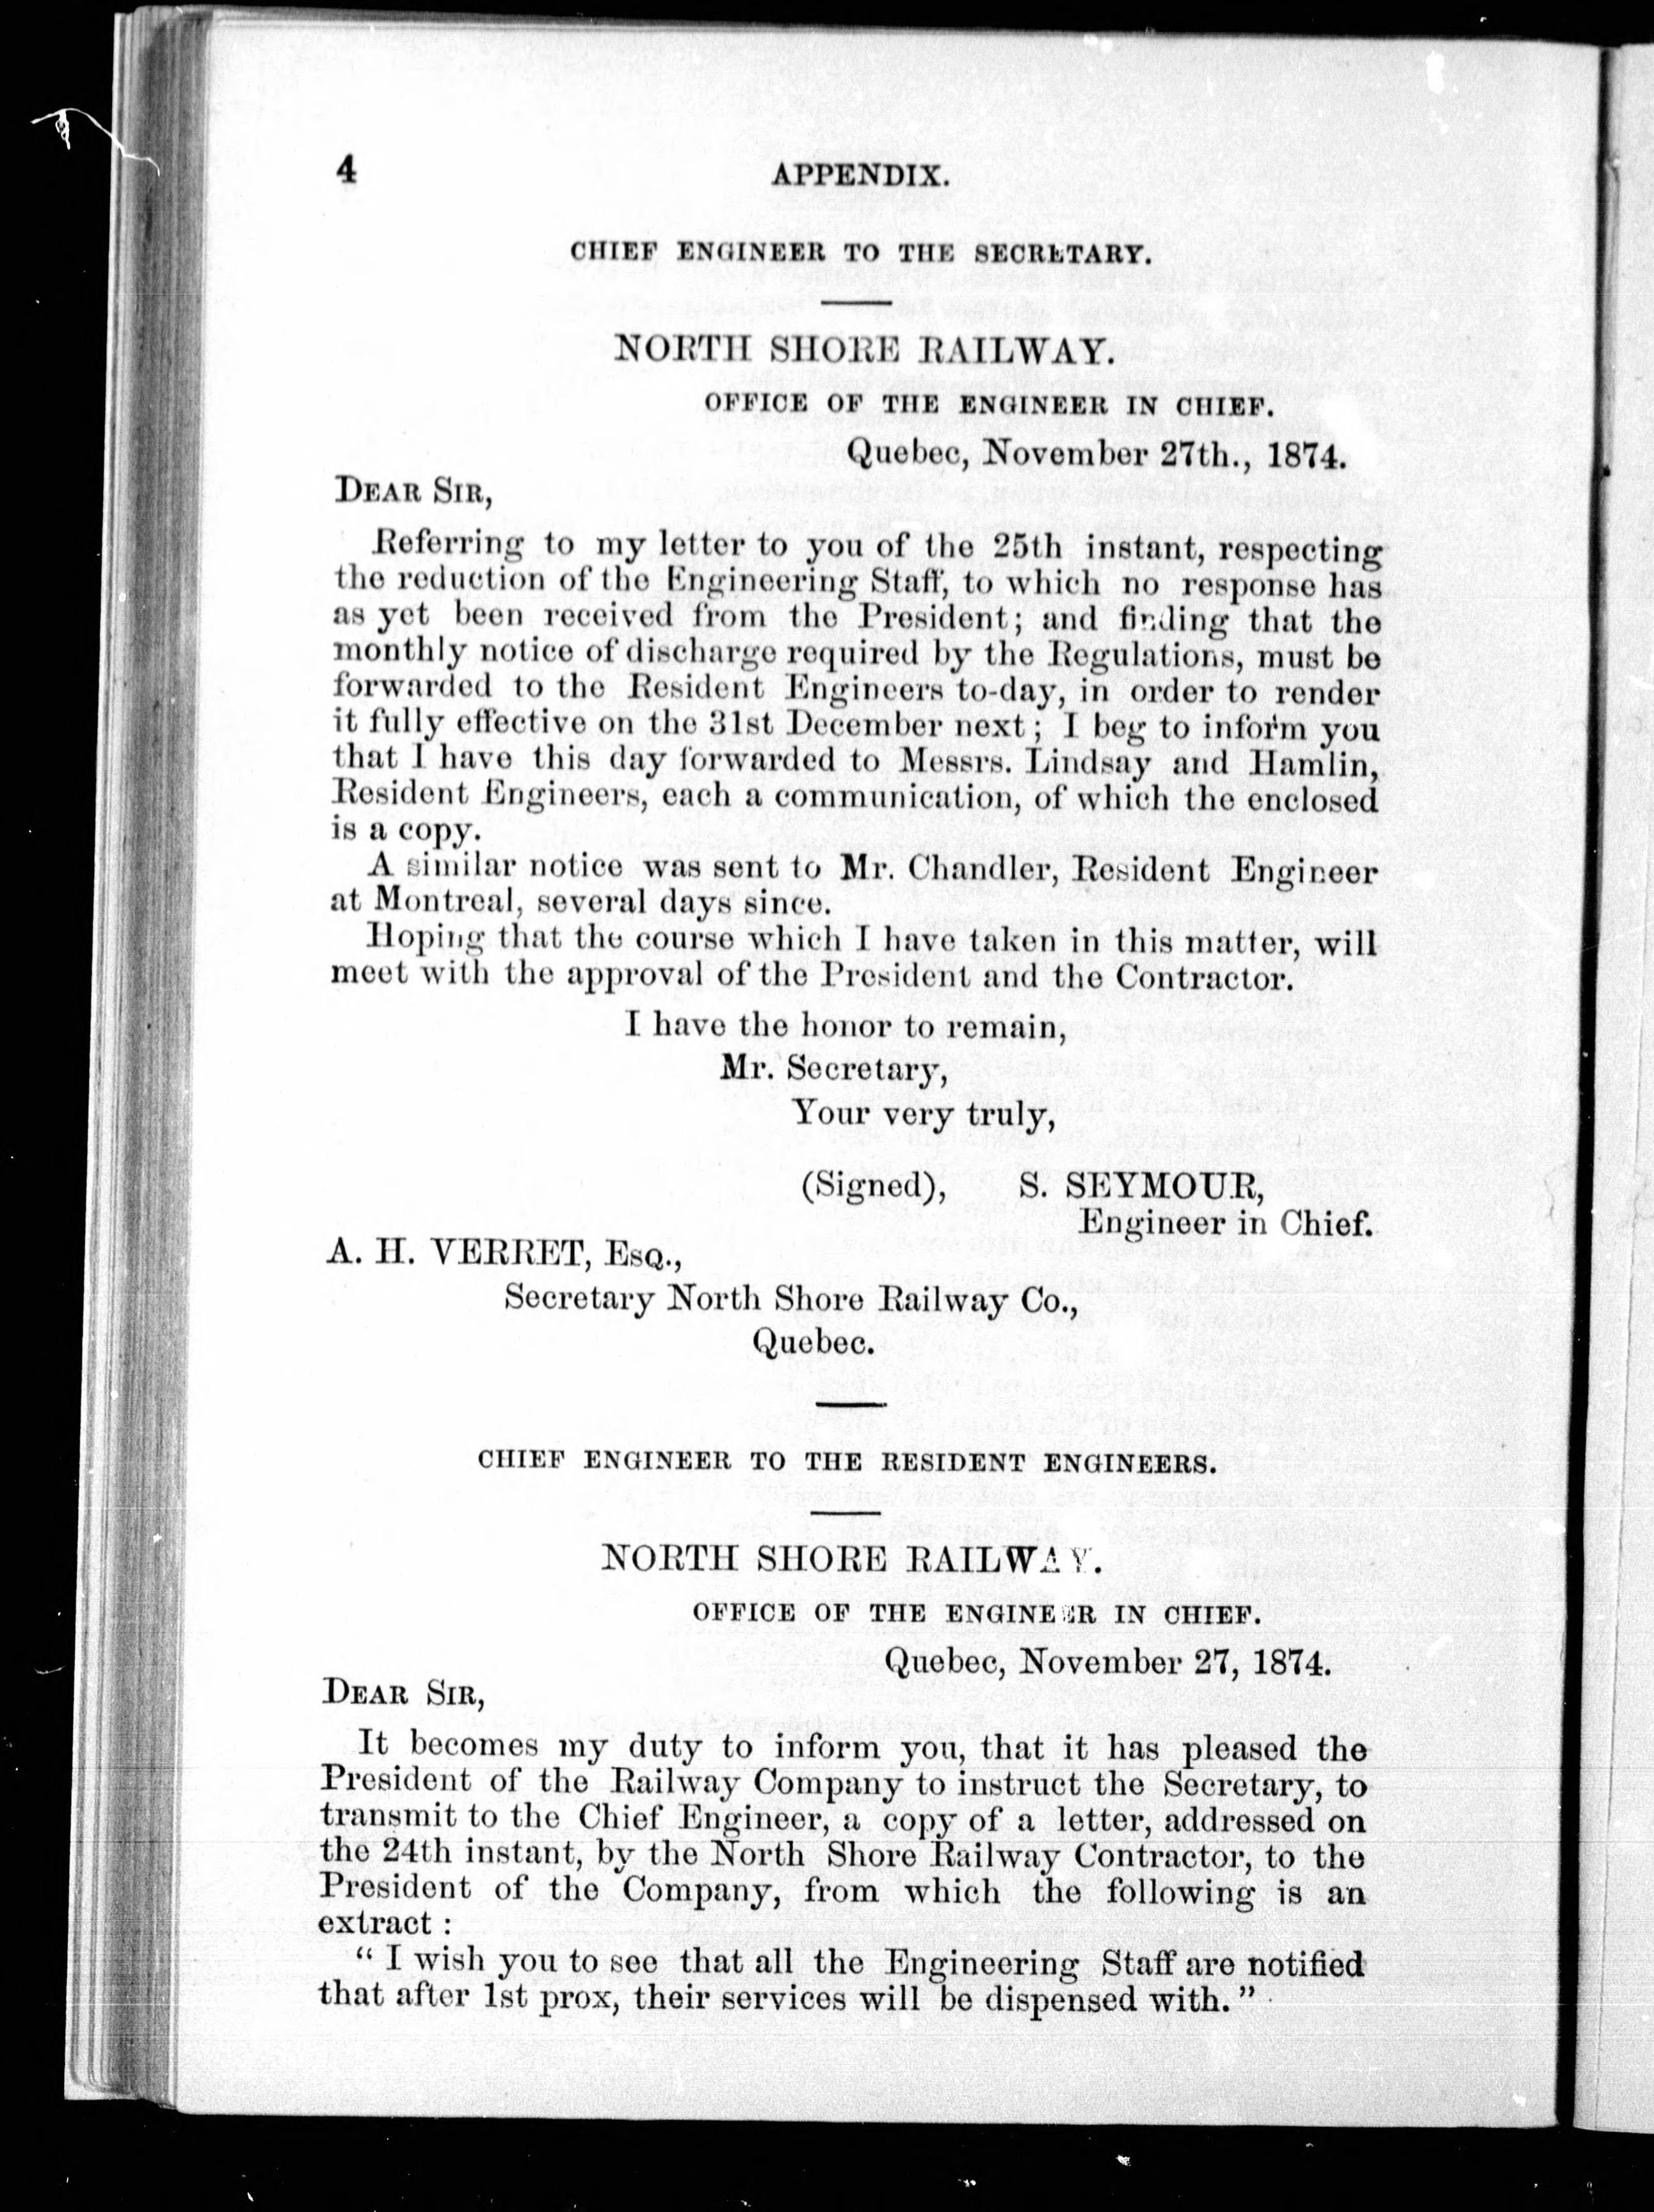 4 APPENDIX.
CHIEF ENGINEER TO THE SECRETARY.
NORTH SHORE RAILWAY.
OFFICE OF THE ENGINEER IN CHIEF.
Quebec, November 27th., 1874.
DEAR SIR,
Referring to my letter to you of the 25th instant, respecting
the reduction of the Engineering Staff, to which no response has
as yet been received from the President; and finding that the
monthly notice of discharge required by the Regulations, must be
forwarded to the Resident Engineers to-day, in order to render
it fully effective on the 31st December next; I beg to inform you
that I have this day forwarded to Messrs. Lindsay and Hamlin,
Resident Engineers, each a communication, of which the enclosed
is a copy.
A similar notice was sent to Mr. Chandler, Resident Engineer
at Montreal, several days since.
Hoping that the course which I have taken in this matter, will
meet with the approval of the President and the Contractor.
I have the honor to remain,
Mr. Secretary,
Your very truly,
(Signed), S. SEYMOUR,
Engineer in Chief.
A. H. VERRET, ESQ.,
Secretary North Shore Railway Co.,
Quebec.
CHIEF ENGINEER TO THE RESIDENT ENGINEERS.
NORTH SHORE RAILWAY.
OFFICE OF THE ENGINEER IN CHIEF.
Quebec, November 27, 1874.
DEAR SIR,
It becomes my duty to inform you, that it has pleased the
President of the Railway Company to instruct the Secretary, to
transmit to the Chief Engineer, a copy of a letter, addressed on
the 24th instant, by the North Shore Railway Contractor, to the
President of the Company, from which the following is an
extract :
" I wish you to see that all the Engineering Staff are notified
that after 1st prox, their services will be dispensed with. "